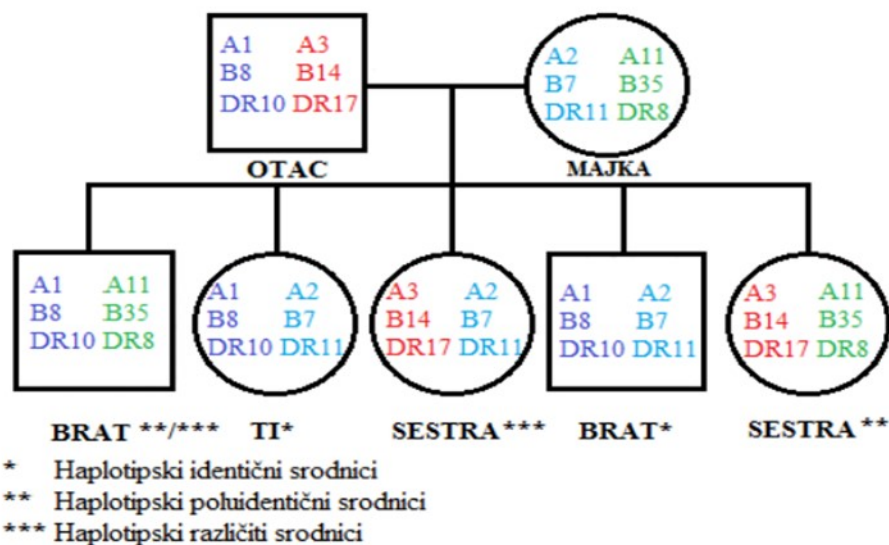 A1 A3
B8 B14
DR10 DR17
OTAC
A2 A11
B7 B35
DR11 DR8
MAJKA
A1 A11
B8 B35
DR10 DR8
BRAT **/***
A1 A2
B8 B7
DR10 DR11
TI*
A3 A2
B14 B7
DR17 DR11
SESTRA***
A1 A2
B8 B7
DR10 DR11
BRAT*
A3 A11
B14 B35
DR17 DR8
SESTRA **
* Haplotipski identični srodnici
** Haplotipski poluidentični srodnici
*** Haplotipski različiti srodnici